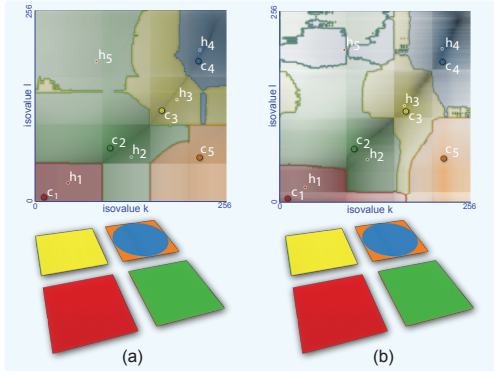 256
isovalue l
h5
h4
c4
h3
c3
c2
h2
c5
h1
c1
0
isovalue k
256
256
isovalue l
h5
h4
c4
h3
c3
c2
h2
c5
h1
c1
0
isovalue k
256
(a)
(b)